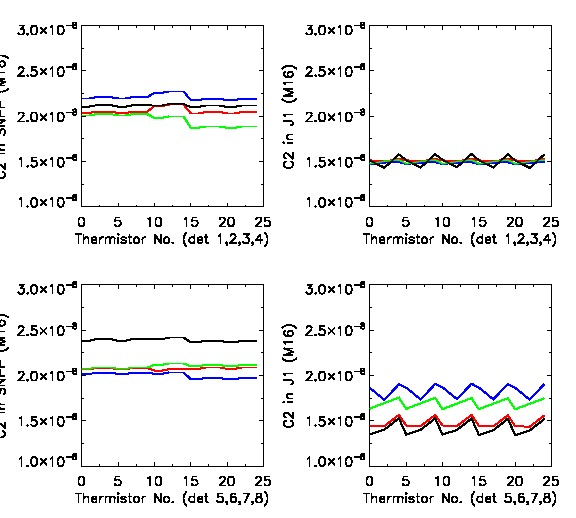 C2 in SNPP (M16)
3.0×10⁻⁸
2.5×10⁻⁸
2.0×10⁻⁸
1.5×10⁻⁸
1.0×10⁻⁸
0 5 10 15 20 25
Thermistor No. (det 1,2,3,4)
C2 in J1 (M16)
3.0×10⁻⁸
2.5×10⁻⁸
2.0×10⁻⁸
1.5×10⁻⁸
1.0×10⁻⁸
0 5 10 15 20 25
Thermistor No. (det 1,2,3,4)
C2 in SNPP (M16)
3.0×10⁻⁸
2.5×10⁻⁸
2.0×10⁻⁸
1.5×10⁻⁸
1.0×10⁻⁸
0 5 10 15 20 25
Thermistor No. (det 5,6,7,8)
C2 in J1 (M16)
3.0×10⁻⁸
2.5×10⁻⁸
2.0×10⁻⁸
1.5×10⁻⁸
1.0×10⁻⁸
0 5 10 15 20 25
Thermistor No. (det 5,6,7,8)